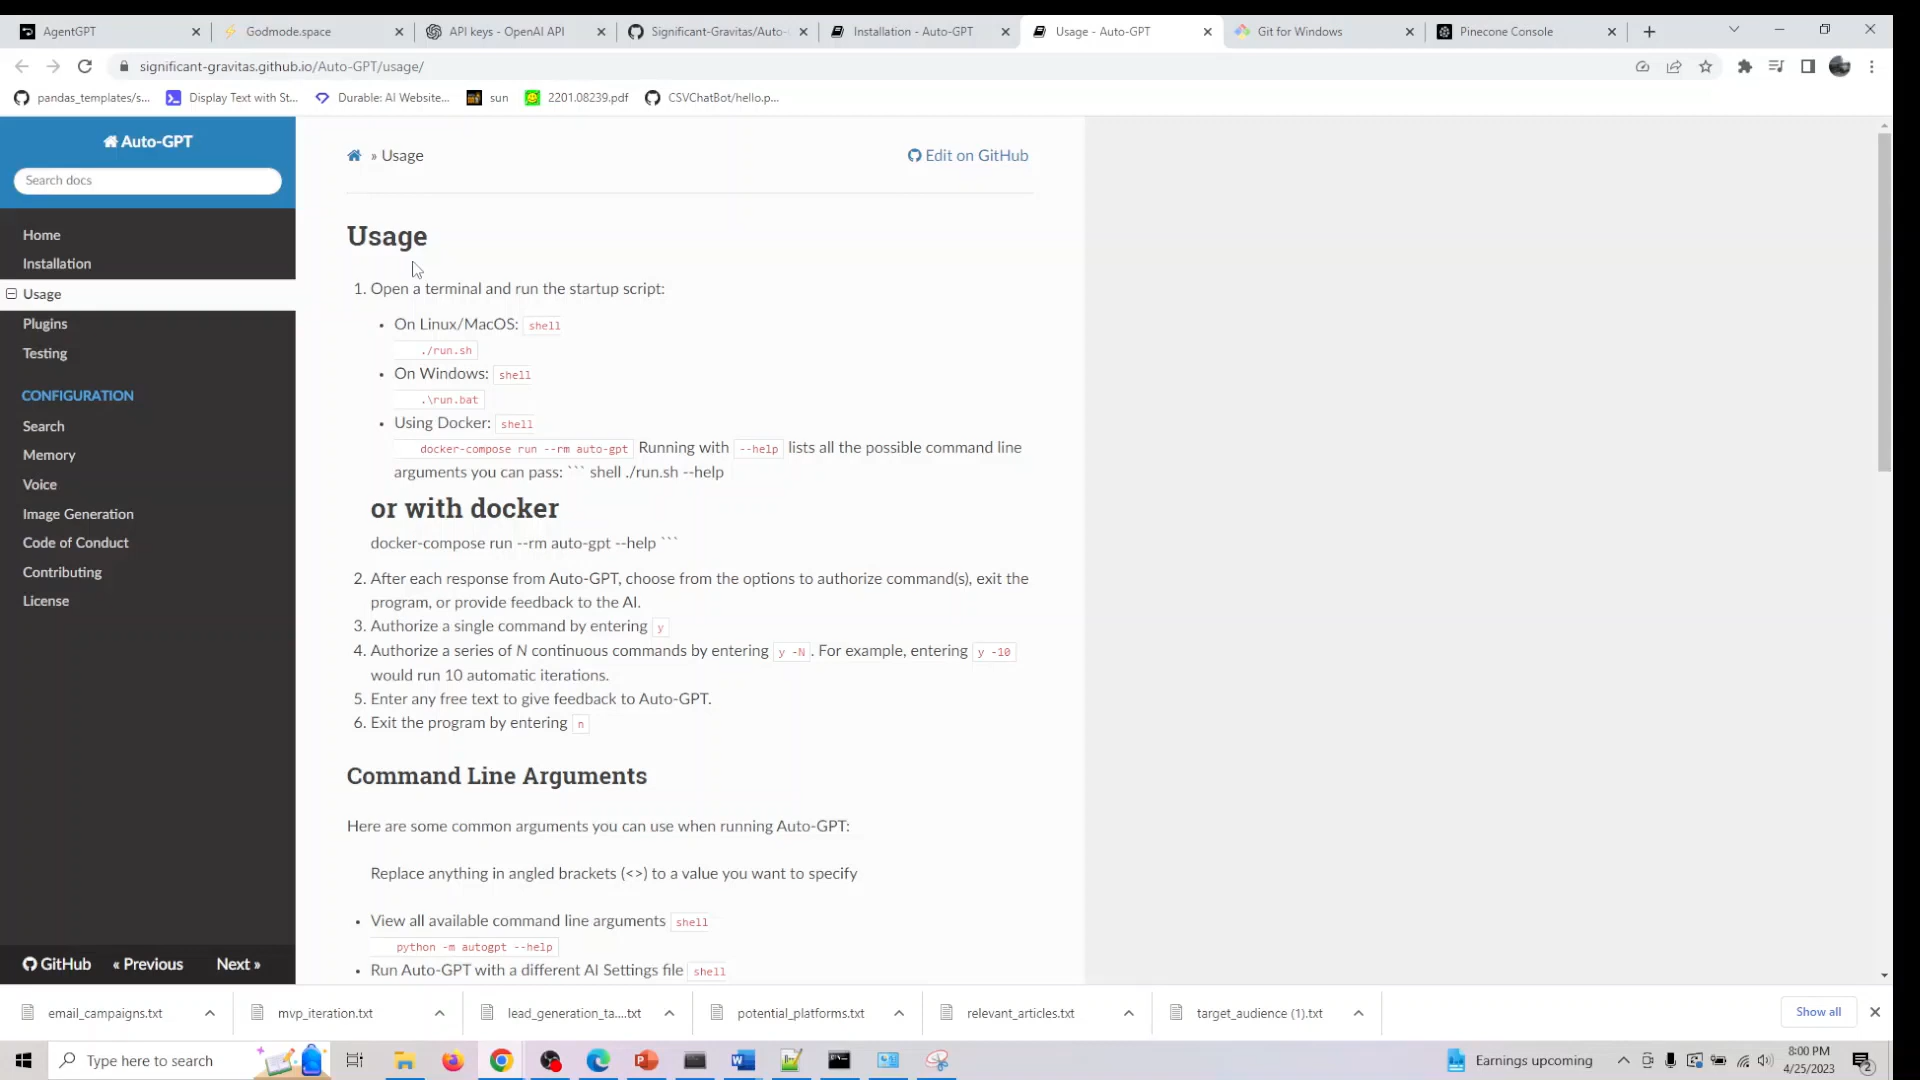 AgentGPT
Godmode.space
API keys - OpenAI API
Significant-Gravitas/Auto-
Installation - Auto-GPT
Usage - Auto-GPT
Git for Windows
Pinecone Console
significant-gravitas.github.io/Auto-GPT/usage/
pandas_templates/s...
Display Text with St...
Durable: AI Website...
sun
2201.08239.pdf
CSVChatBot/hello.p...
Auto-GPT
Search docs
Home
Installation
Usage
Plugins
Testing
CONFIGURATION
Search
Memory
Voice
Image Generation
Code of Conduct
Contributing
License
GitHub
« Previous
Next »
» Usage
Edit on GitHub
Usage
1. Open a terminal and run the startup script:
• On Linux/MacOS: shell
./run.sh
• On Windows: shell
.\run.bat
• Using Docker: shell
docker-compose run --rm auto-gpt Running with --help lists all the possible command line
arguments you can pass: ``` shell ./run.sh --help
or with docker
docker-compose run --rm auto-gpt --help ```
2. After each response from Auto-GPT, choose from the options to authorize command(s), exit the
program, or provide feedback to the AI.
3. Authorize a single command by entering y
4. Authorize a series of N continuous commands by entering y -N. For example, entering y -10
would run 10 automatic iterations.
5. Enter any free text to give feedback to Auto-GPT.
6. Exit the program by entering n
Command Line Arguments
Here are some common arguments you can use when running Auto-GPT:
Replace anything in angled brackets (<>) to a value you want to specify
• View all available command line arguments shell
python -m autogpt --help
• Run Auto-GPT with a different AI Settings file shell
email_campaigns.txt
mvp_iteration.txt
lead_generation_ta....txt
potential_platforms.txt
relevant_articles.txt
target_audience (1).txt
Show all
Type here to search
Earnings upcoming
8:00 PM
4/25/2023
2